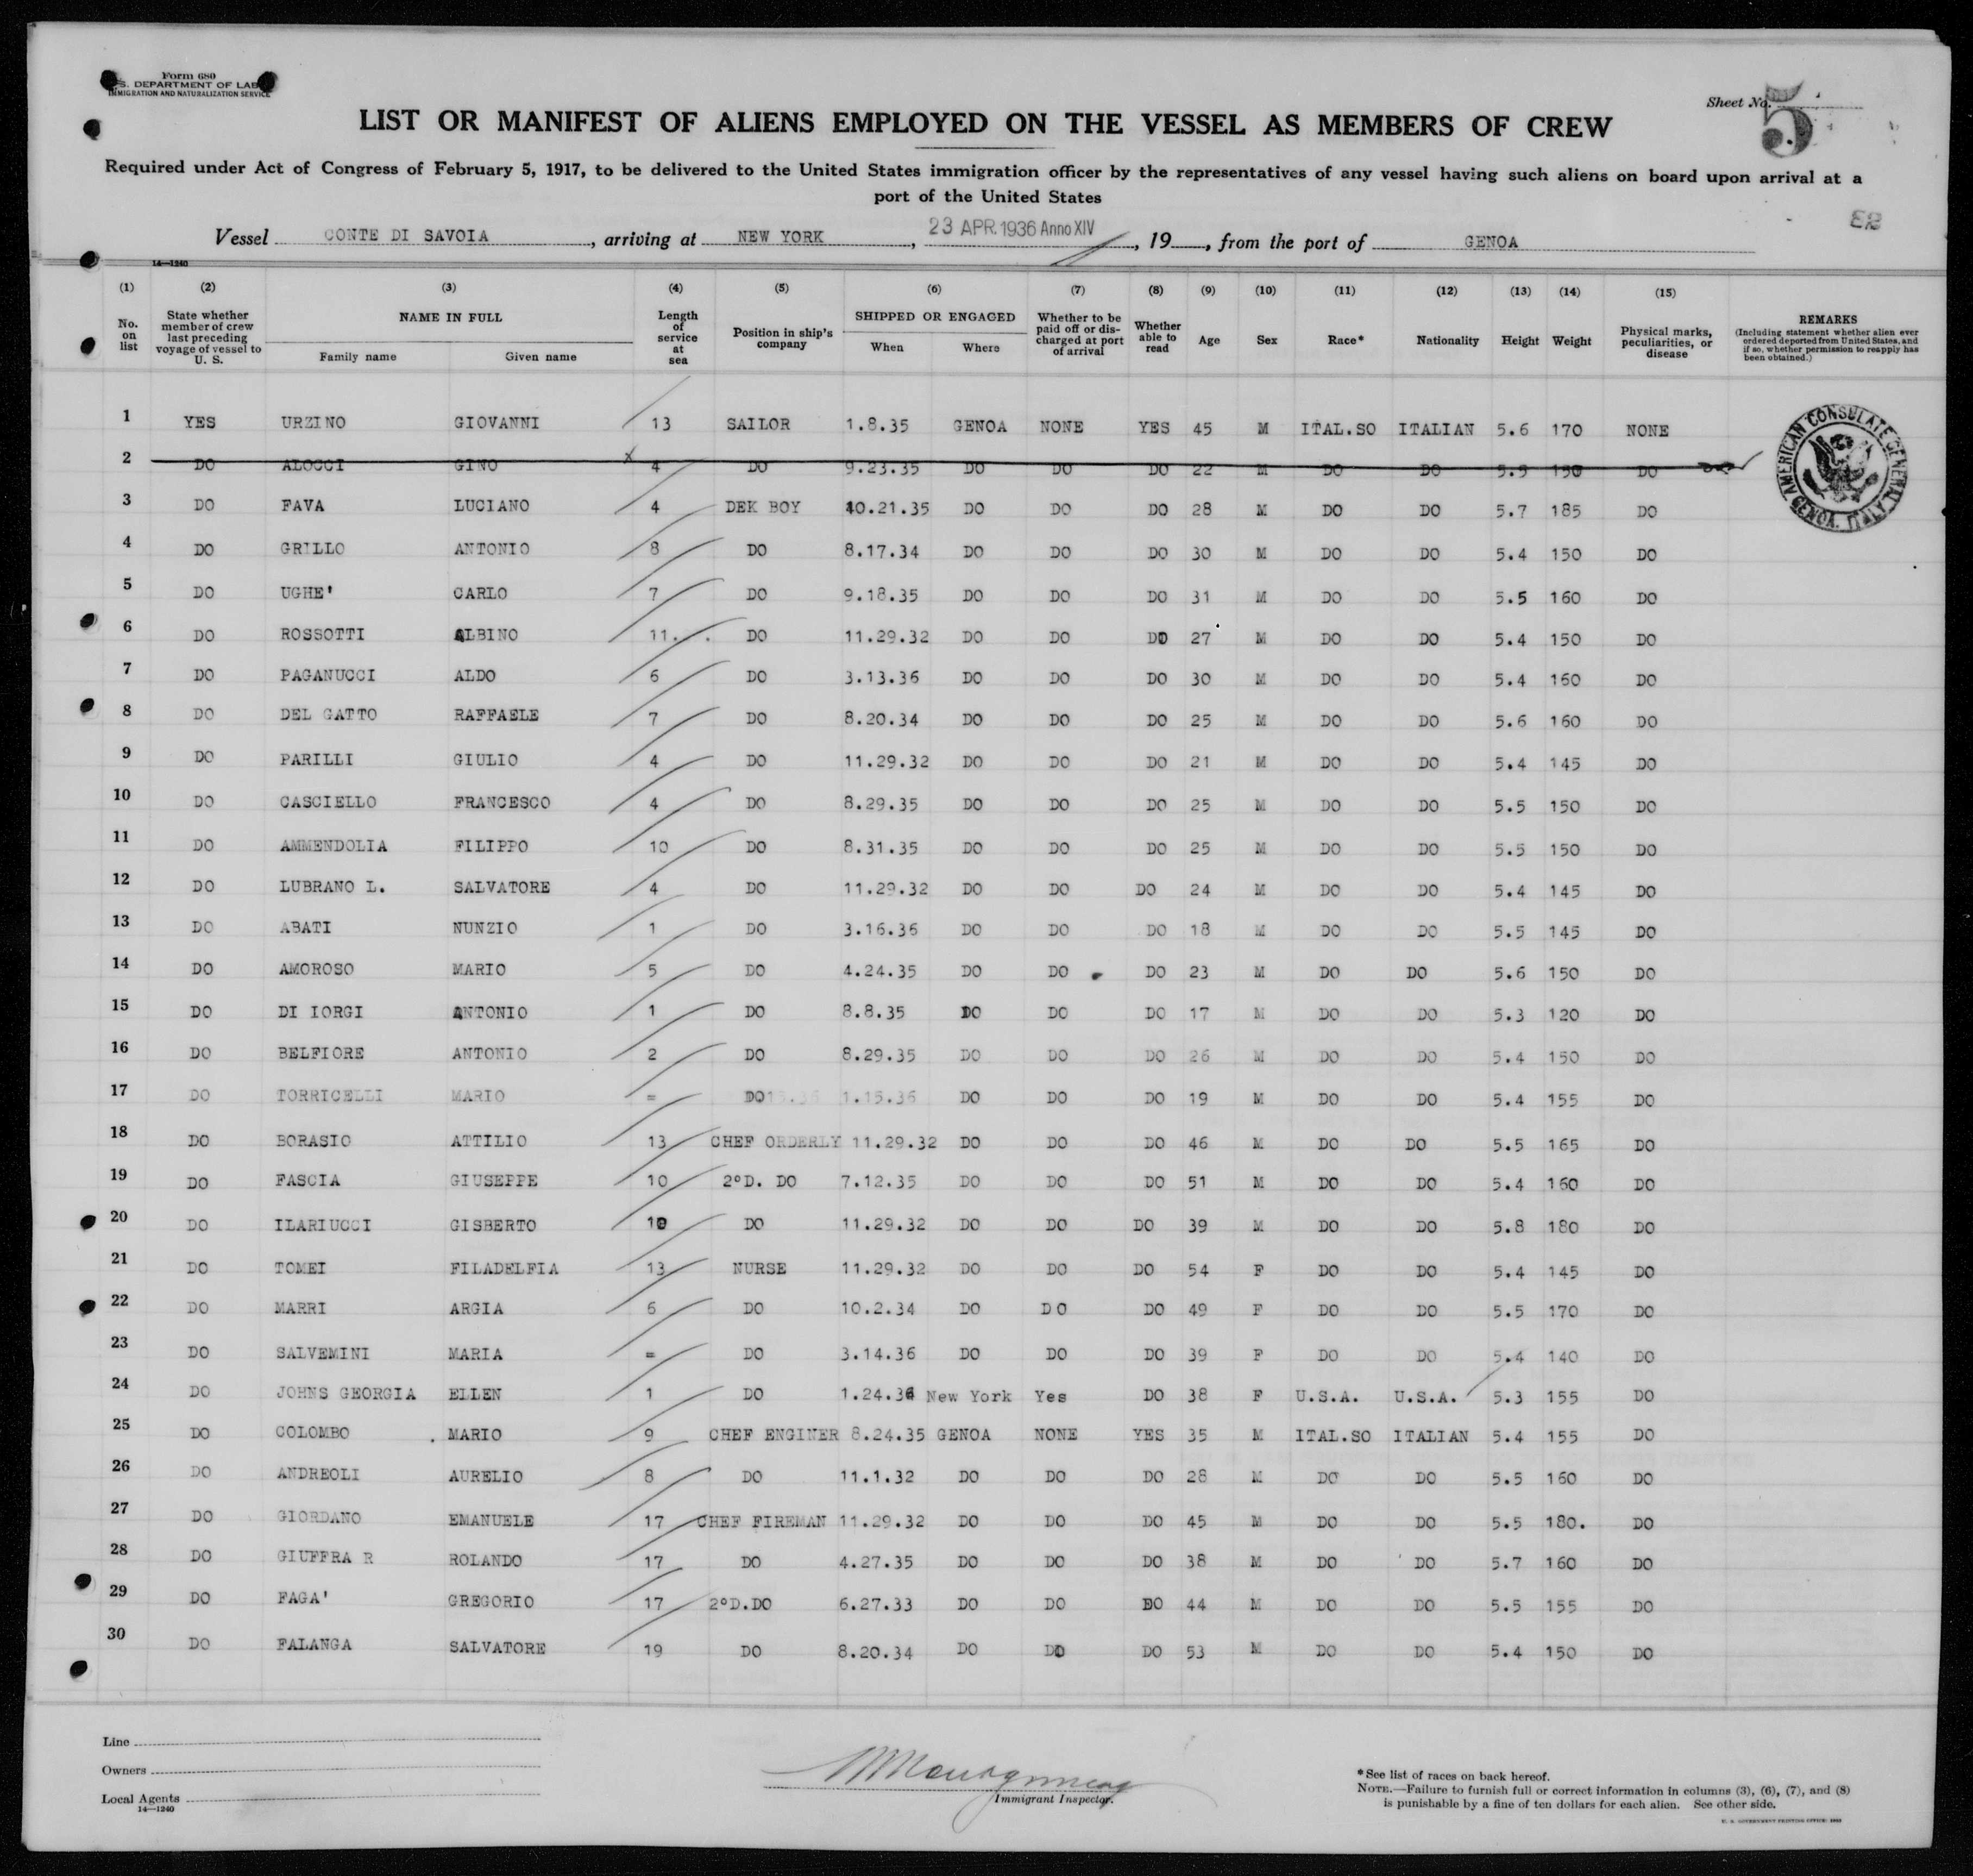 Form 680
U.S. DEPARTMENT OF LABOR
IMMIGRATION AND NATURALIZATION SERVICE
Sheet No. 5
LIST OR MANIFEST OF ALIENS EMPLOYED ON THE VESSEL AS MEMBERS OF CREW
Required under Act of Congress of February 5, 1917, to be delivered to the United States immigration officer by the representatives of any vessel having such aliens on board upon arrival at a
port of the United States
Vessel CONTE DI SAVOIA, arriving at NEW YORK, 23 APR. 1936 Anno XIV, 19, from the port of GENOA
14—1240
(1) (2) (3) (4) (5) (6) (7) (8) (9) (10) (11) (12) (13) (14) (15)
No. on list
State whether member of crew last preceding voyage of vessel to U. S.
NAME IN FULL
Family name
Given name
Length of service at sea
Position in ship's company
SHIPPED OR ENGAGED
When
Where
Whether to be paid off or discharged at port of arrival
Whether able to read
Age
Sex
Race*
Nationality
Height
Weight
Physical marks, peculiarities, or disease
REMARKS
(Including statement whether alien ever ordered deported from United States, and if so, whether permission to reapply has been obtained.)
1 YES URZINO GIOVANNI 13 SAILOR 1.8.35 GENOA NONE YES 45 M ITAL.SO ITALIAN 5.6 170 NONE
2 DO ALOCCI GINO 4 DO 9.23.35 DO DO DO 22 M DO DO 5.5 150 DO
3 DO FAVA LUCIANO 4 DEK BOY 10.21.35 DO DO DO 28 M DO DO 5.7 185 DO
4 DO GRILLO ANTONIO 8 DO 8.17.34 DO DO DO 30 M DO DO 5.4 150 DO
5 DO UGHE' CARLO 7 DO 9.18.35 DO DO DO 31 M DO DO 5.5 160 DO
6 DO ROSSOTTI ALBINO 11. DO 11.29.32 DO DO DO 27 M DO DO 5.4 150 DO
7 DO PAGANUCCI ALDO 6 DO 3.13.36 DO DO DO 30 M DO DO 5.4 160 DO
8 DO DEL GATTO RAFFAELE 7 DO 8.20.34 DO DO DO 25 M DO DO 5.6 160 DO
9 DO PARILLI GIULIO 4 DO 11.29.32 DO DO DO 21 M DO DO 5.4 145 DO
10 DO CASCIELLO FRANCESCO 4 DO 8.29.35 DO DO DO 25 M DO DO 5.5 150 DO
11 DO AMMENDOLIA FILIPPO 10 DO 8.31.35 DO DO DO 25 M DO DO 5.5 150 DO
12 DO LUBRANO L. SALVATORE 4 DO 11.29.32 DO DO DO 24 M DO DO 5.4 145 DO
13 DO ABATI NUNZIO 1 DO 3.16.36 DO DO DO 18 M DO DO 5.5 145 DO
14 DO AMOROSO MARIO 5 DO 4.24.35 DO DO DO 23 M DO DO 5.6 150 DO
15 DO DI IORGI ANTONIO 1 DO 8.8.35 DO DO DO 17 M DO DO 5.3 120 DO
16 DO BELFIORE ANTONIO 2 DO 8.29.35 DO DO DO 26 M DO DO 5.4 150 DO
17 DO TORRICELLI MARIO = DO 1.15.36 DO DO DO 19 M DO DO 5.4 155 DO
18 DO BORASIO ATTILIO 13 CHEF ORDERLY 11.29.32 DO DO DO 46 M DO DO 5.5 165 DO
19 DO FASCIA GIUSEPPE 10 2ºD. DO 7.12.35 DO DO DO 51 M DO DO 5.4 160 DO
20 DO ILARIUCCI GISBERTO 10 DO 11.29.32 DO DO DO 39 M DO DO 5.8 180 DO
21 DO TOMEI FILADELFIA 13 NURSE 11.29.32 DO DO DO 54 F DO DO 5.4 145 DO
22 DO MARRI ARGIA 6 DO 10.2.34 DO DO DO 49 F DO DO 5.5 170 DO
23 DO SALVEMINI MARIA = DO 3.14.36 DO DO DO 39 F DO DO 5.4 140 DO
24 DO JOHNS GEORGIA ELLEN 1 DO 1.24.36 New York Yes DO 38 F U.S.A. U.S.A. 5.3 155 DO
25 DO COLOMBO MARIO 9 CHEF ENGINER 8.24.35 GENOA NONE YES 35 M ITAL.SO ITALIAN 5.4 155 DO
26 DO ANDREOLI AURELIO 8 DO 11.1.32 DO DO DO 28 M DO DO 5.5 160 DO
27 DO GIORDANO EMANUELE 17 CHEF FIREMAN 11.29.32 DO DO DO 45 M DO DO 5.5 180. DO
28 DO GIUFFRA R ROLANDO 17 DO 4.27.35 DO DO DO 38 M DO DO 5.7 160 DO
29 DO FAGA' GREGORIO 17 2ºD.DO 6.27.33 DO DO DO 44 M DO DO 5.5 155 DO
30 DO FALANGA SALVATORE 19 DO 8.20.34 DO DO DO 53 M DO DO 5.4 150 DO
AMERICAN CONSULATE GENERAL
GENOA, ITALY
Line
Owners
Local Agents
14—1240
Immigrant Inspector.
*See list of races on back hereof.
NOTE.—Failure to furnish full or correct information in columns (3), (6), (7), and (8)
is punishable by a fine of ten dollars for each alien. See other side.